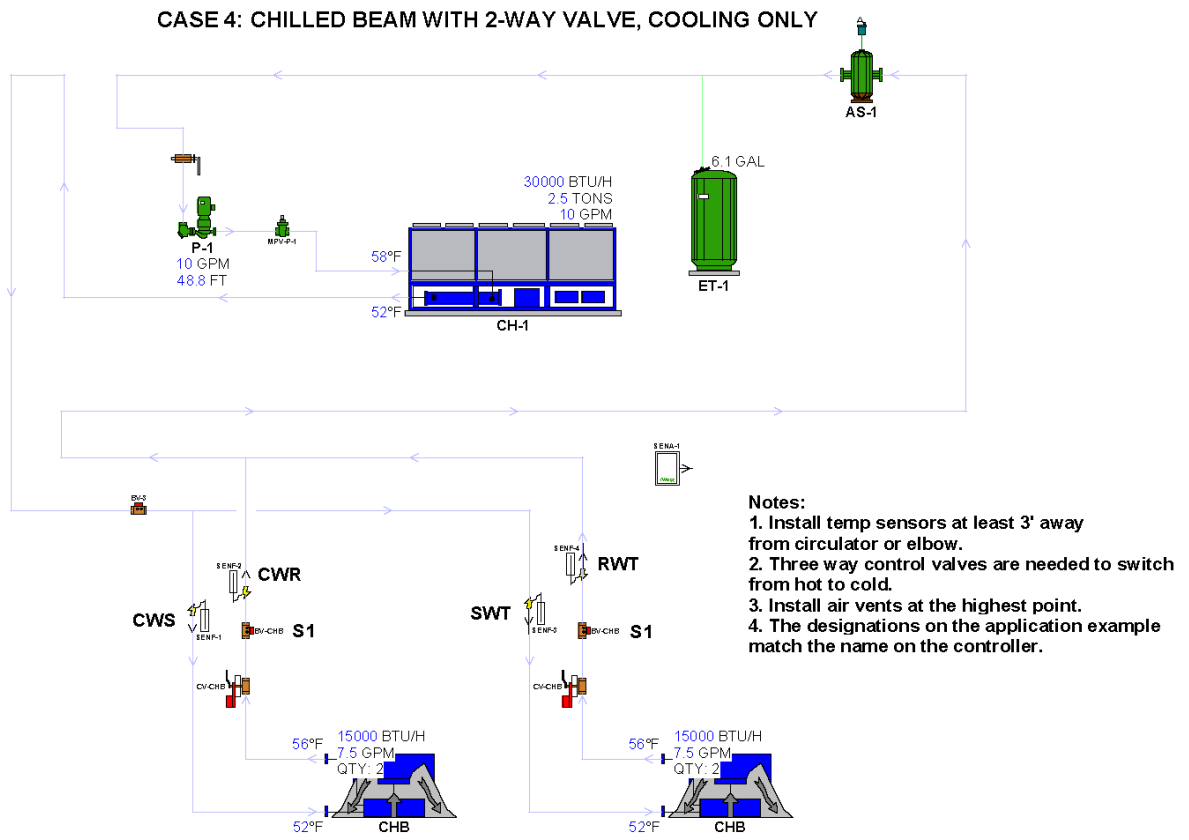 CASE 4: CHILLED BEAM WITH 2-WAY VALVE, COOLING ONLY
AS-1
6.1 GAL
ET-1
30000 BTU/H
2.5 TONS
10 GPM
P-1
10 GPM
48.8 FT
MPV-P-1
58°F
52°F
CH-1
SENA-1
BV-3
Notes:
1. Install temp sensors at least 3' away
from circulator or elbow.
2. Three way control valves are needed to switch
from hot to cold.
3. Install air vents at the highest point.
4. The designations on the application example
match the name on the controller.
SENF-2
CWR
CWS
SENF-1
BV-CHB
S1
CV-CHB
15000 BTU/H
7.5 GPM
QTY: 2
56°F
52°F
CHB
SENF-4
RWT
SWT
BV-CHB
S1
CV-CHB
15000 BTU/H
7.5 GPM
QTY: 2
56°F
52°F
CHB